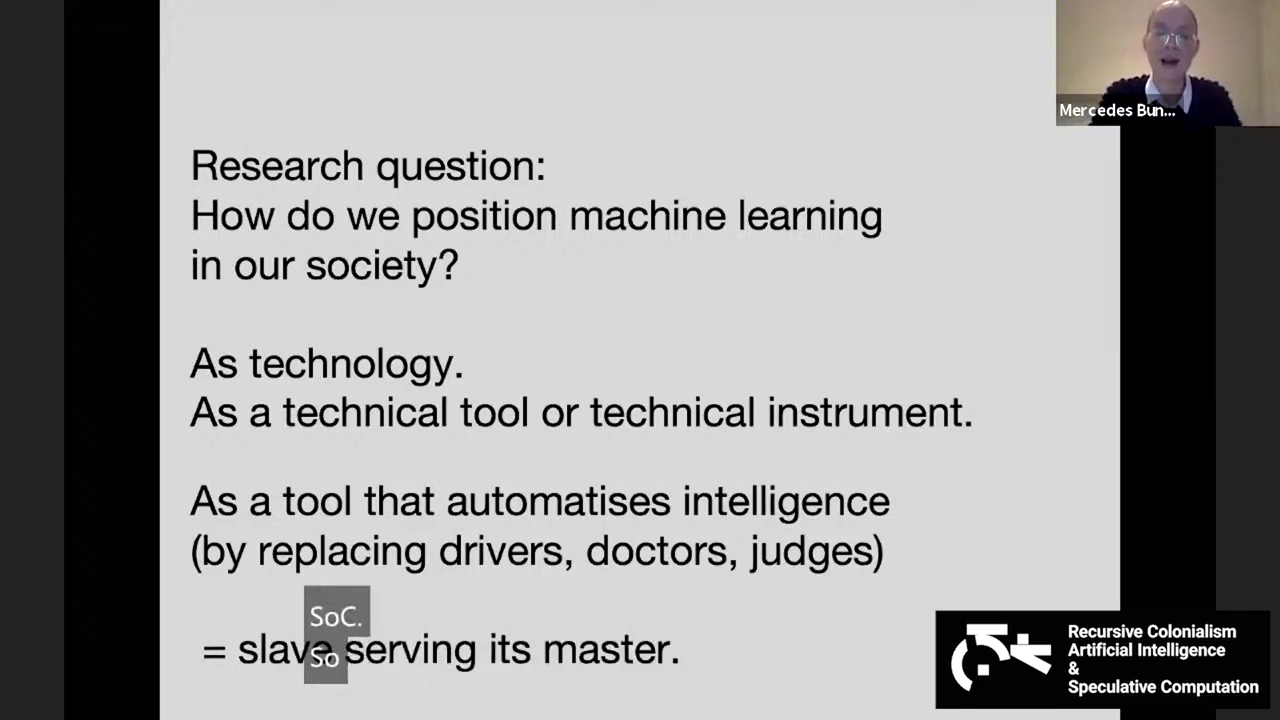 Mercedes Bun...
Research question:
How do we position machine learning
in our society?
As technology.
As a technical tool or technical instrument.
As a tool that automatises intelligence
(by replacing drivers, doctors, judges)
SoC.
So
= slave serving its master.
Recursive Colonialism
Artificial Intelligence
&
Speculative Computation